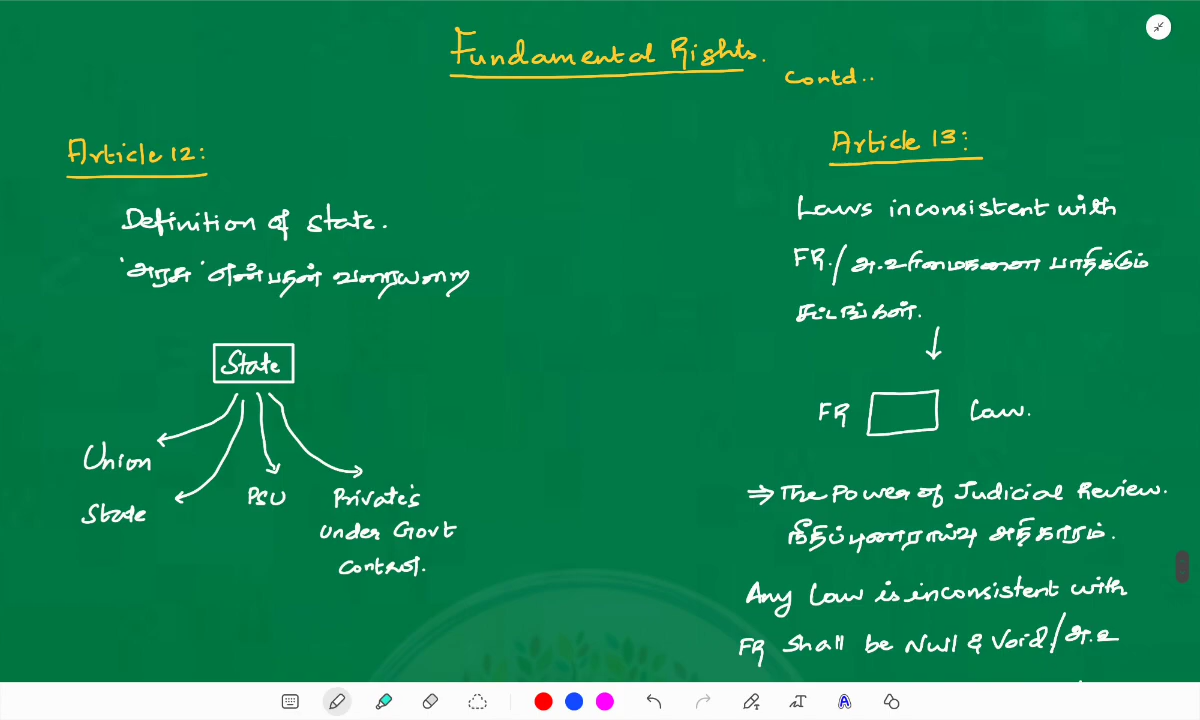 Fundamental Rights.
Contd..
Article 12:
Definition of State.
'அரசு' என்பதன் வரையறை
State
Union
State
PSU
Private's
under Govt
Control.
Article 13:
Laws inconsistent with
FR./அ.உரிமைகளை பாதிக்கும்
சட்டங்கள்.
FR
Law.
⇒ The Power of Judicial Review.
நீதிப்புனராய்வு அதிகாரம்.
Any Law is inconsistent with
FR Shall be Null & Void/அ.உ